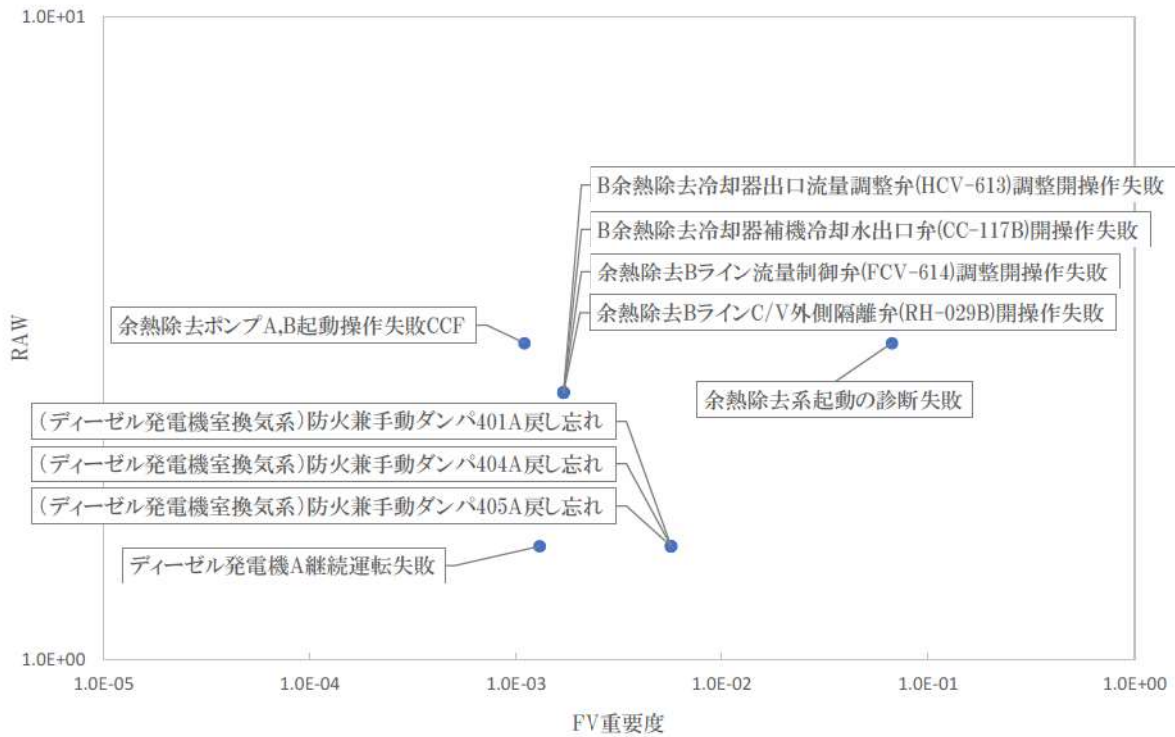 1.0E+01
B余熱除去冷却器出口流量調整弁(HCV-613)調整開操作失敗
B余熱除去冷却器補機冷却水出口弁(CC-117B)開操作失敗
余熱除去Bライン流量制御弁(FCV-614)調整開操作失敗
余熱除去BラインC/V外側隔離弁(RH-029B)開操作失敗
余熱除去ポンプA,B起動操作失敗CCF
RAW
余熱除去系起動の診断失敗
(ディーゼル発電機室換気系)防火兼手動ダンパ401A戻し忘れ
(ディーゼル発電機室換気系)防火兼手動ダンパ404A戻し忘れ
(ディーゼル発電機室換気系)防火兼手動ダンパ405A戻し忘れ
ディーゼル発電機A継続運転失敗
1.0E+00
1.0E-05
1.0E-04
1.0E-03
1.0E-02
1.0E-01
1.0E+00
FV重要度